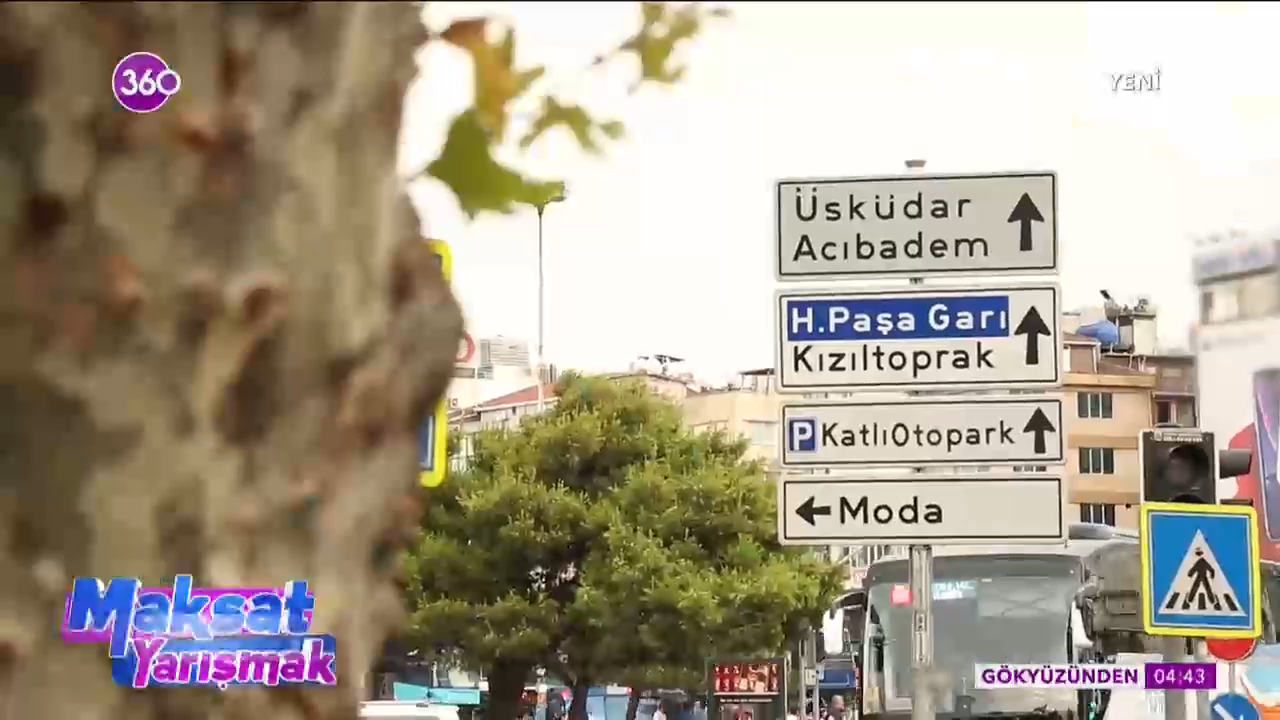 360
YENİ
Üsküdar
Acıbadem
H.Paşa Garı
Kızıltoprak
P KatlıOtopark
Moda
Maksat
Yarışmak
GÖKYÜZÜNDEN 04:43